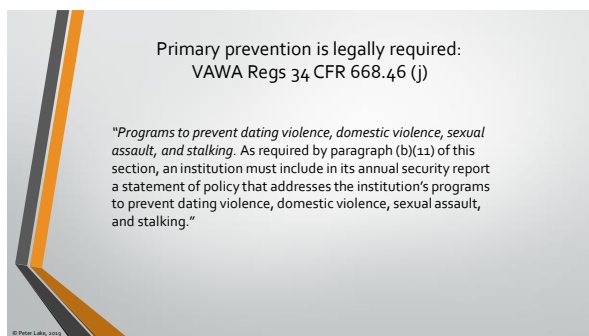 Primary prevention is legally required:
VAWA Regs 34 CFR 668.46 (j)
“Programs to prevent dating violence, domestic violence, sexual
assault, and stalking. As required by paragraph (b)(11) of this
section, an institution must include in its annual security report
a statement of policy that addresses the institution’s programs
to prevent dating violence, domestic violence, sexual assault,
and stalking.”
© Peter Lake, 2019